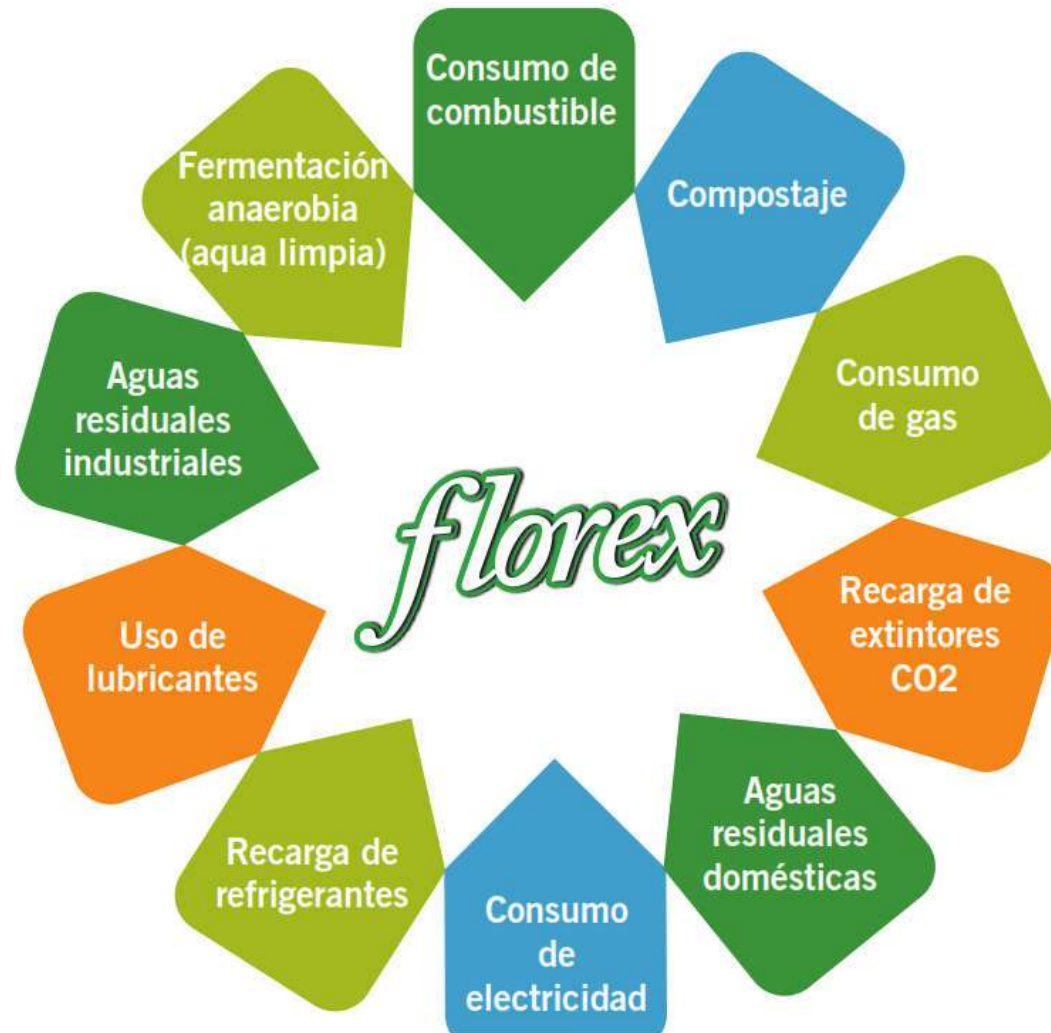 Consumo de
combustible
Compostaje
Consumo
de gas
Recarga de
extintores
CO2
Aguas
residuales
domésticas
Consumo
de
electricidad
Recarga de
refrigerantes
Uso de
lubricantes
Aguas
residuales
industriales
Fermentación
anaerobia
(aqua limpia)
florex